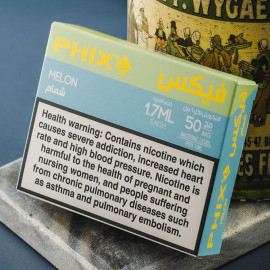 T. WYGAE
PHIX
فيكس
MELON
شمام
1.7ML
EACH
50
Health warning: Contains nicotine which
causes severe addiction, increased heart
rate and high blood pressure. Nicotine is
harmful to the health of pregnant and
nursing women, and people suffering
from chronic pulmonary diseases such
as asthma and pulmonary embolism.
PHIX
فيكس